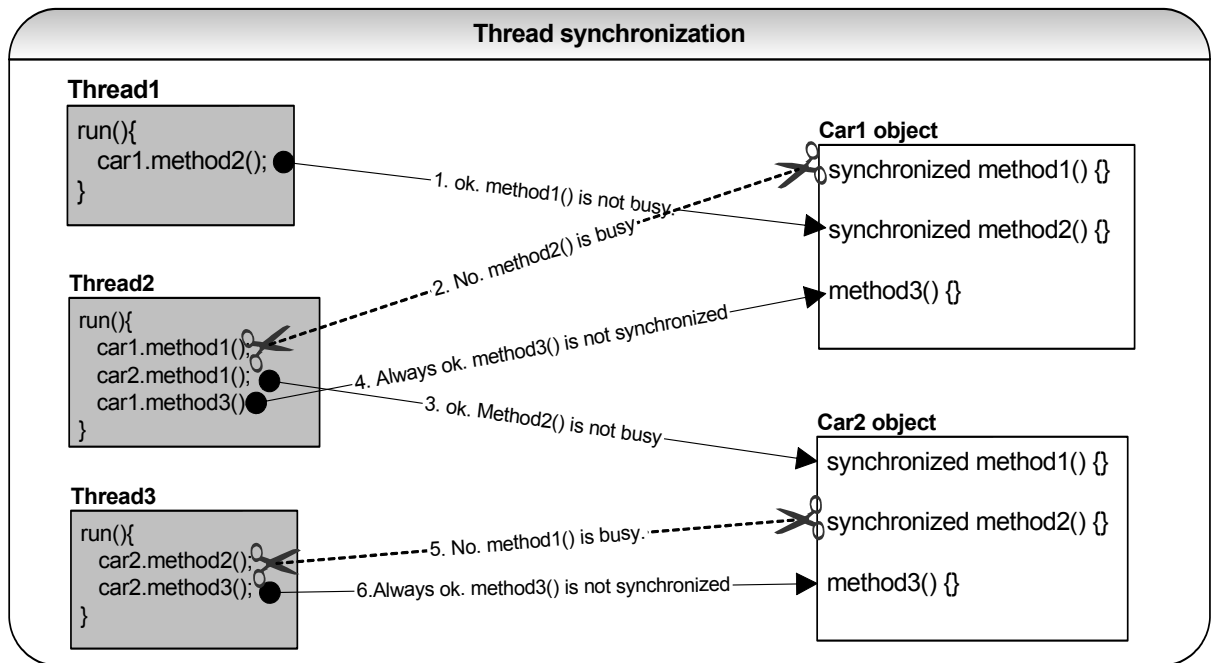 Thread synchronization
Thread1
run(){
car1.method2();
}
Thread2
run(){
car1.method1();
car2.method1();
car1.method3()
}
Thread3
run(){
car2.method2();
car2.method3();
}
1. ok. method1() is not busy.
2. No. method2() is busy
4. Always ok. method3() is not synchronized
3. ok. Method2() is not busy
5. No. method1() is busy.
6.Always ok. method3() is not synchronized
Car1 object
synchronized method1() {}
synchronized method2() {}
method3() {}
Car2 object
synchronized method1() {}
synchronized method2() {}
method3() {}